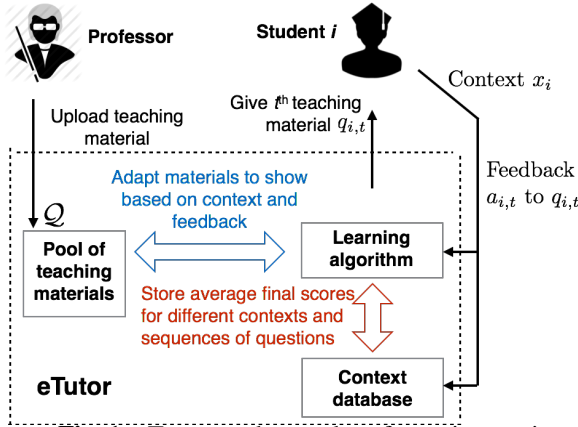 Professor
Student i
Context x_i
Upload teaching
material
Give t^th teaching
material q_{i,t}
Feedback
a_{i,t} to q_{i,t}
Adapt materials to show
based on context and
feedback
Q
Pool of
teaching
materials
Learning
algorithm
Store average final scores
for different contexts and
sequences of questions
eTutor
Context
database